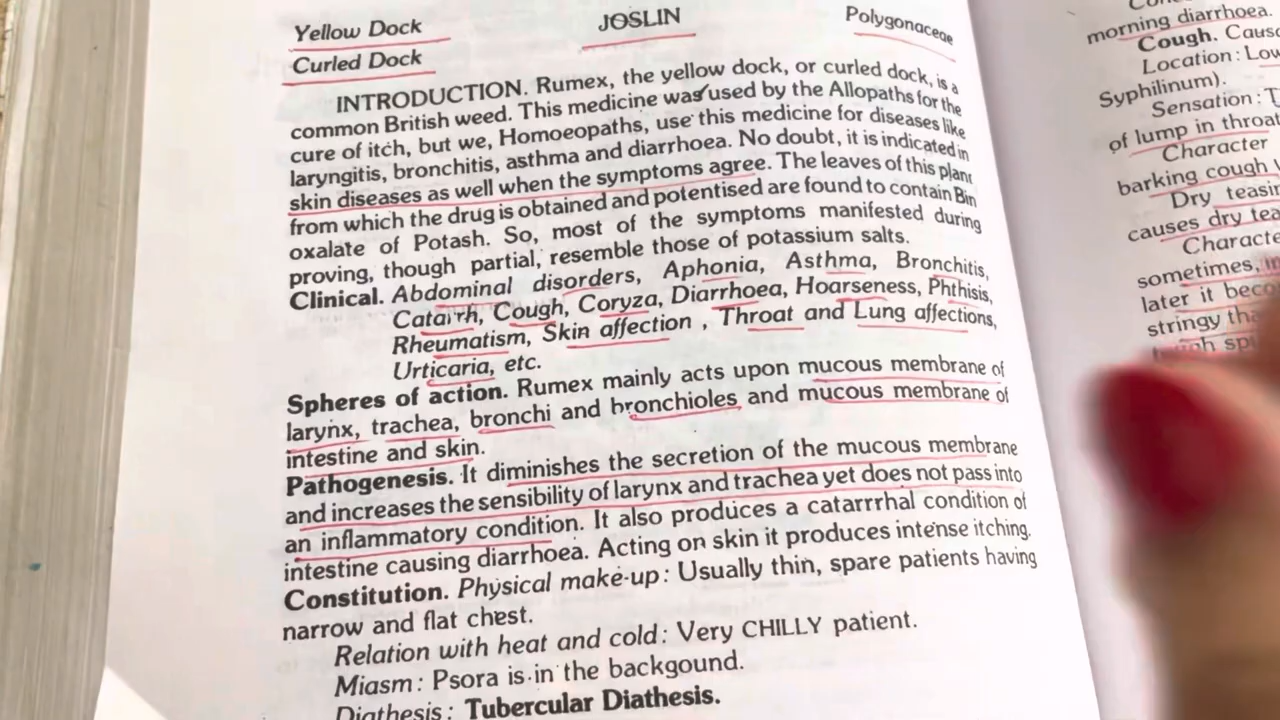 Yellow Dock JOSLIN Polygonaceae
Curled Dock
INTRODUCTION. Rumex, the yellow dock, or curled dock, is a
common British weed. This medicine was used by the Allopaths for the
cure of itch, but we, Homoeopaths, use this medicine for diseases like
laryngitis, bronchitis, asthma and diarrhoea. No doubt, it is indicated in
skin diseases as well when the symptoms agree. The leaves of this plant
from which the drug is obtained and potentised are found to contain Bin
oxalate of Potash. So, most of the symptoms manifested during
proving, though partial, resemble those of potassium salts.
Clinical. Abdominal disorders, Aphonia, Asthma, Bronchitis,
Catarrh, Cough, Coryza, Diarrhoea, Hoarseness, Phthisis,
Rheumatism, Skin affection , Throat and Lung affections,
Urticaria, etc.
Spheres of action. Rumex mainly acts upon mucous membrane of
larynx, trachea, bronchi and bronchioles and mucous membrane of
intestine and skin.
Pathogenesis. It diminishes the secretion of the mucous membrane
and increases the sensibility of larynx and trachea yet does not pass into
an inflammatory condition. It also produces a catarrrhal condition of
intestine causing diarrhoea. Acting on skin it produces intense itching.
Constitution. Physical make-up: Usually thin, spare patients having
narrow and flat chest.
Relation with heat and cold: Very CHILLY patient.
Miasm: Psora is in the backgound.
Diathesis: Tubercular Diathesis.
morning diarrhoea.
Cough.
Location:
Syphilinum).
Sensation:
of lump in throat
Character
barking cough
Dry
causes dry
sometimes,
later it
stringy